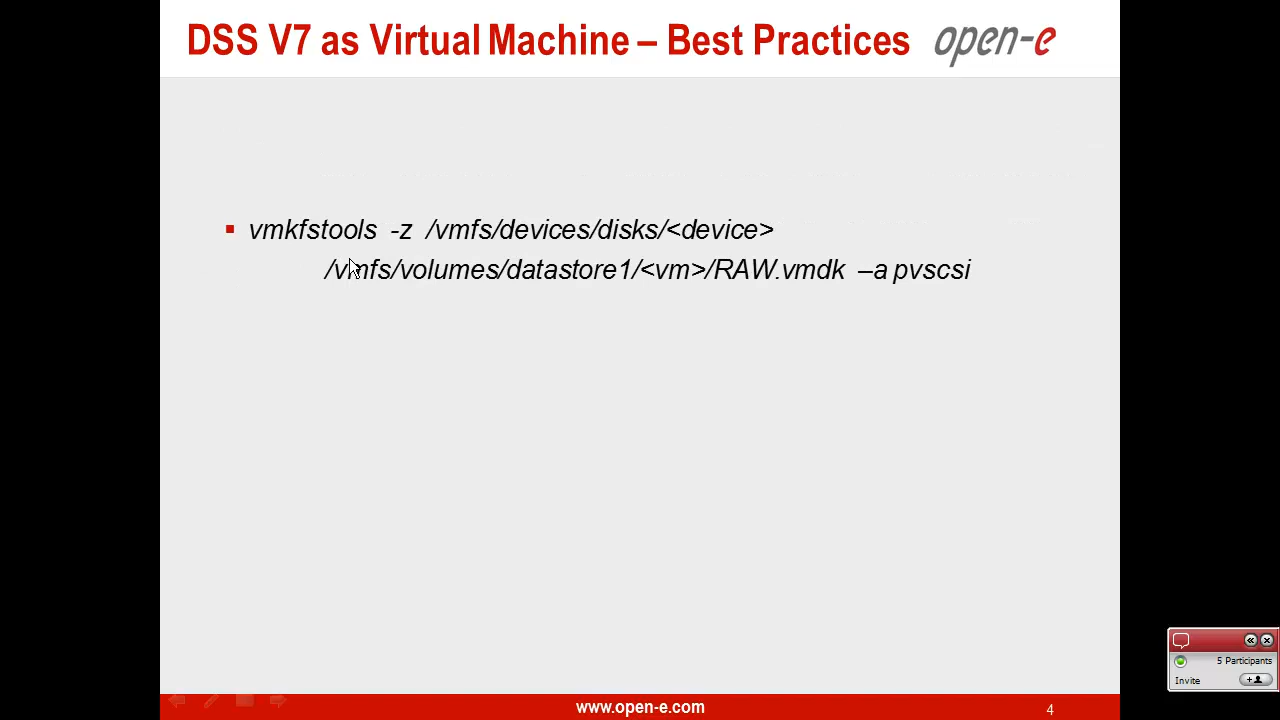 DSS V7 as Virtual Machine – Best Practices
open-e
vmkfstools -z /vmfs/devices/disks/<device>
/vmfs/volumes/datastore1/<vm>/RAW.vmdk –a pvscsi
5 Participants
Invite
www.open-e.com
4